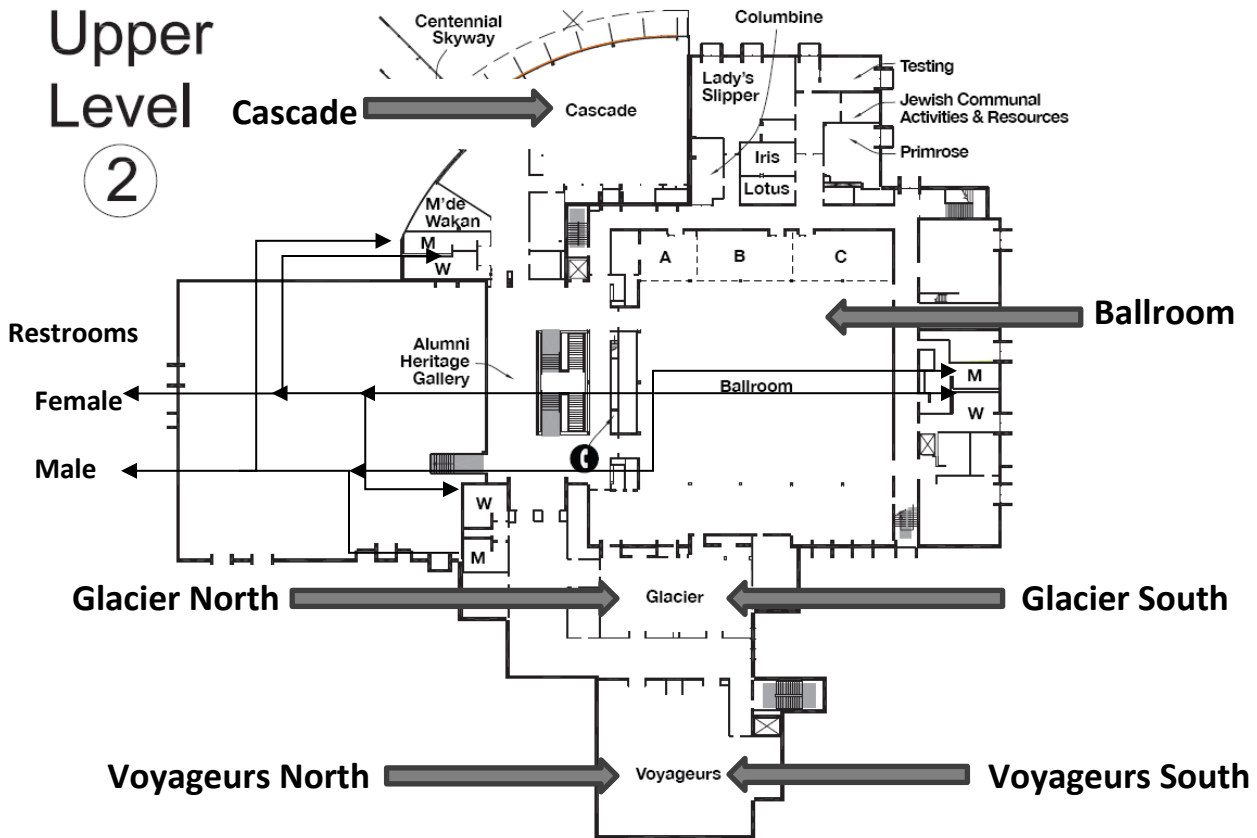 Upper
Level
2
Centennial
Skyway
Columbine
Cascade
Cascade
Lady's
Slipper
Testing
Jewish Communal
Activities & Resources
Primrose
Iris
Lotus
M'de
Wakan
M
W
A
B
C
Restrooms
Alumni
Heritage
Gallery
Ballroom
Ballroom
M
W
Female
Male
W
M
Glacier North
Glacier
Glacier South
Voyageurs North
Voyageurs
Voyageurs South